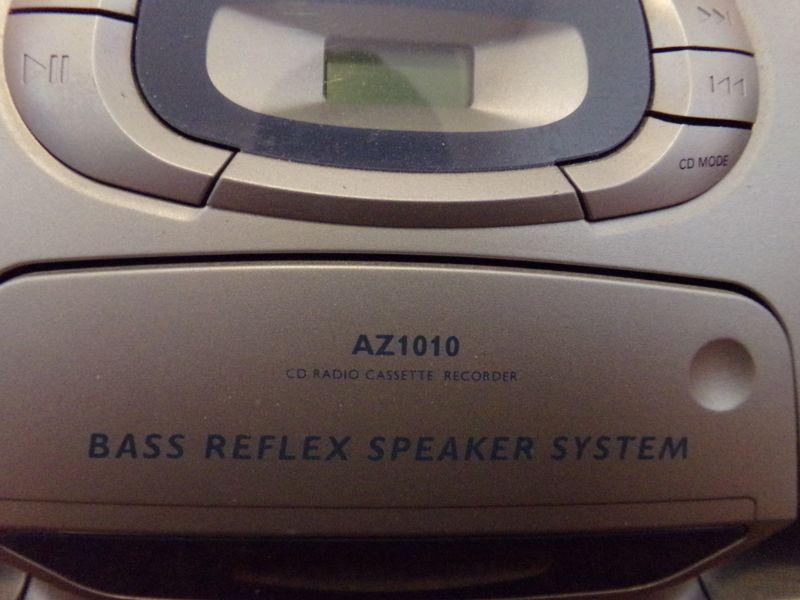 CD MODE
AZ1010
CD RADIO CASSETTE RECORDER
BASS REFLEX SPEAKER SYSTEM